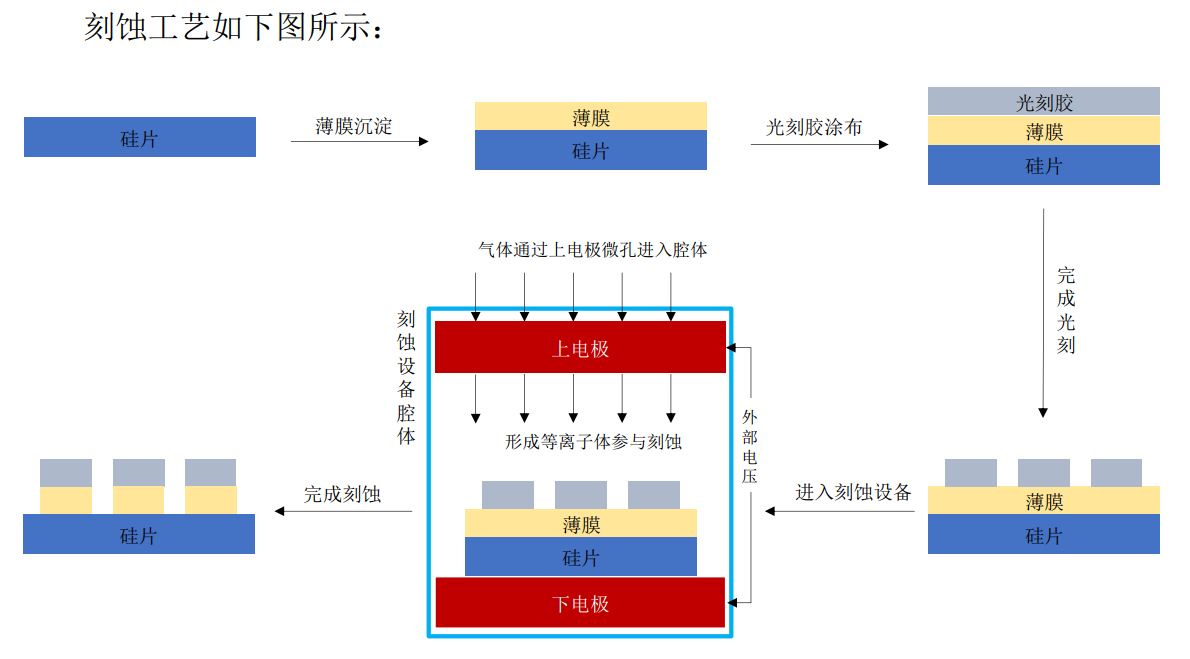 刻蚀工艺如下图所示：
硅片
薄膜沉淀
薄膜
硅片
光刻胶涂布
光刻胶
薄膜
硅片
完成光刻
薄膜
硅片
进入刻蚀设备
气体通过上电极微孔进入腔体
刻蚀设备腔体
上电极
形成等离子体参与刻蚀
外部电压
薄膜
硅片
下电极
完成刻蚀
硅片